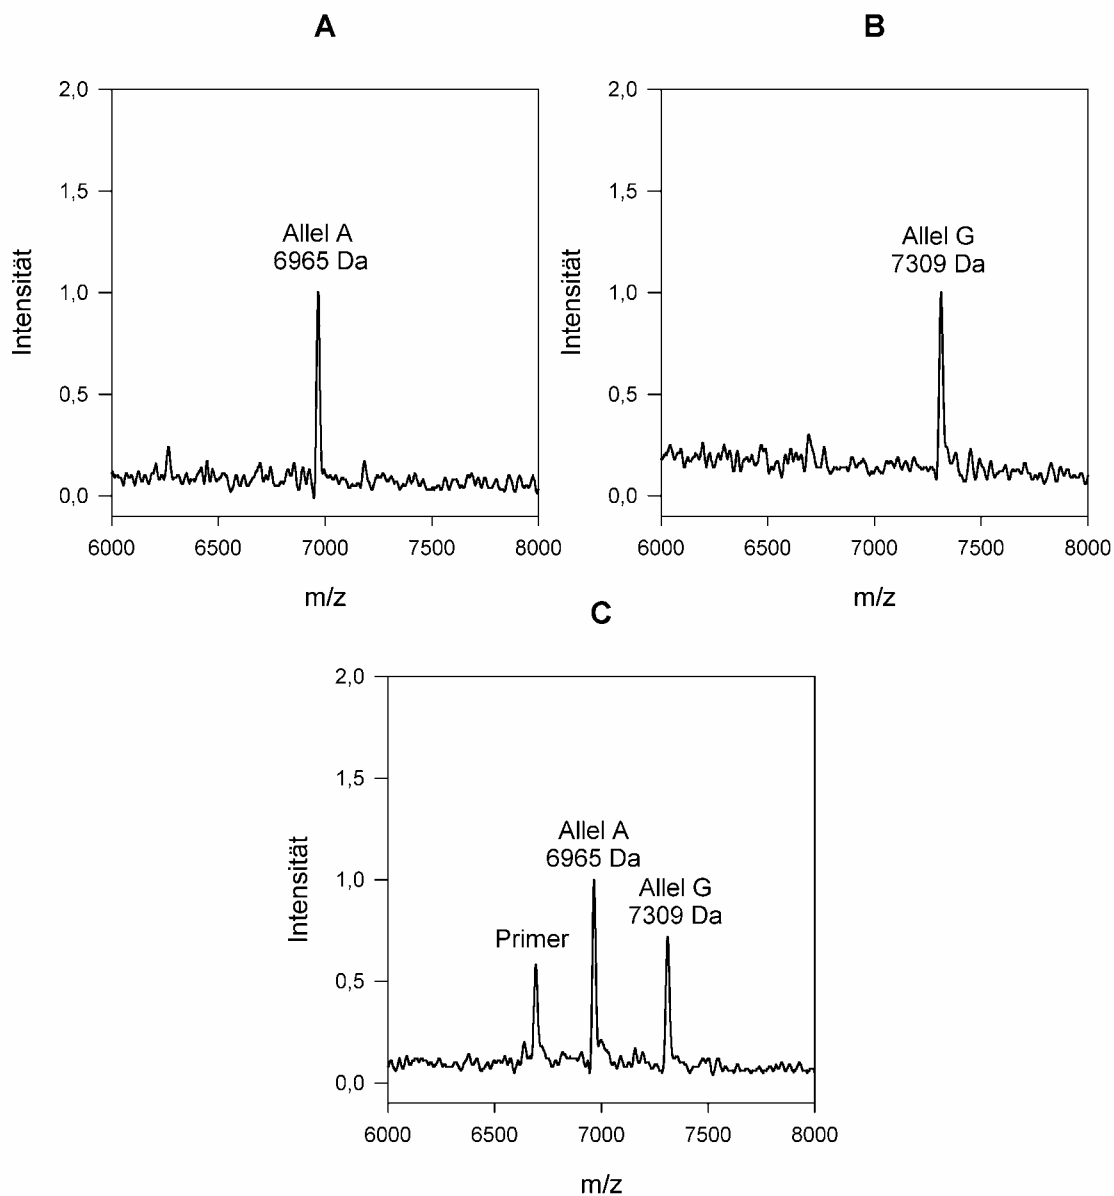 A
2,0
1,5
1,0
0,5
0,0
Intensität
Allel A
6965 Da
6000 6500 7000 7500 8000
m/z
B
2,0
1,5
1,0
0,5
0,0
Intensität
Allel G
7309 Da
6000 6500 7000 7500 8000
m/z
C
2,0
1,5
1,0
0,5
0,0
Intensität
Primer
Allel A
6965 Da
Allel G
7309 Da
6000 6500 7000 7500 8000
m/z